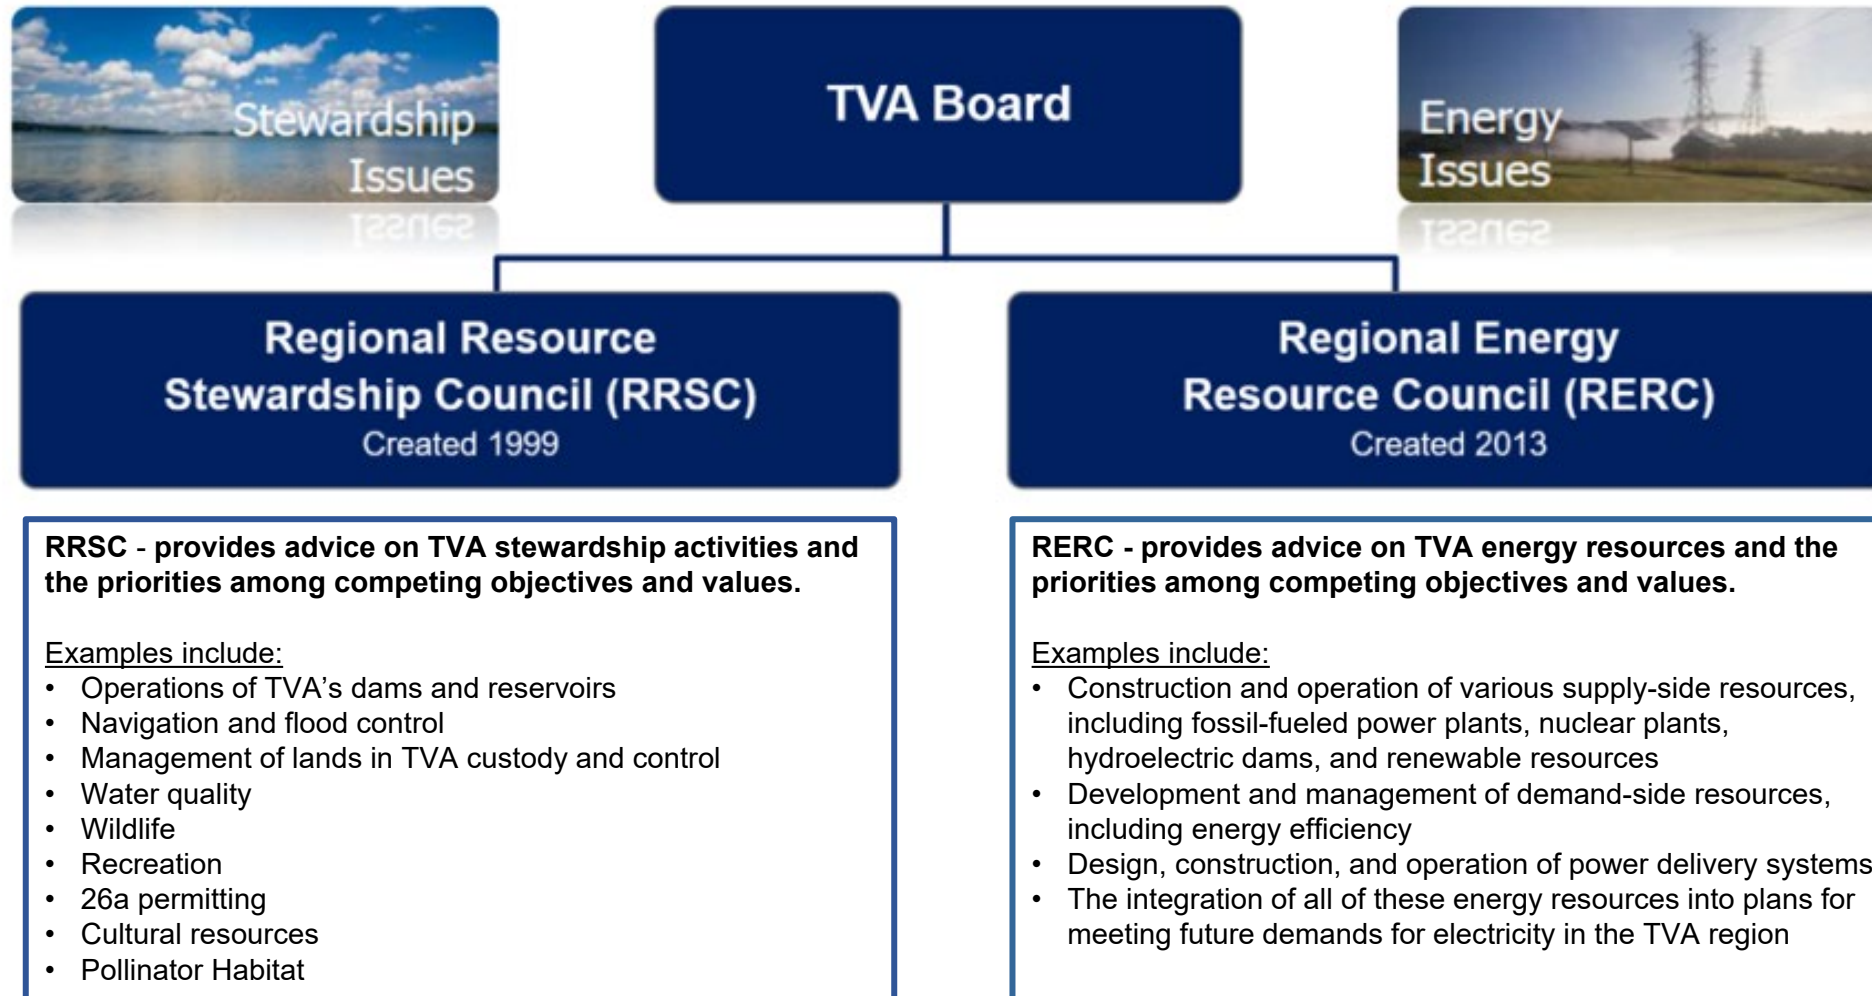 Stewardship
Issues
TVA Board
Energy
Issues
Regional Resource
Stewardship Council (RRSC)
Created 1999
Regional Energy
Resource Council (RERC)
Created 2013
RRSC - provides advice on TVA stewardship activities and
the priorities among competing objectives and values.
Examples include:
• Operations of TVA’s dams and reservoirs
• Navigation and flood control
• Management of lands in TVA custody and control
• Water quality
• Wildlife
• Recreation
• 26a permitting
• Cultural resources
• Pollinator Habitat
RERC - provides advice on TVA energy resources and the
priorities among competing objectives and values.
Examples include:
• Construction and operation of various supply-side resources,
including fossil-fueled power plants, nuclear plants,
hydroelectric dams, and renewable resources
• Development and management of demand-side resources,
including energy efficiency
• Design, construction, and operation of power delivery systems
• The integration of all of these energy resources into plans for
meeting future demands for electricity in the TVA region